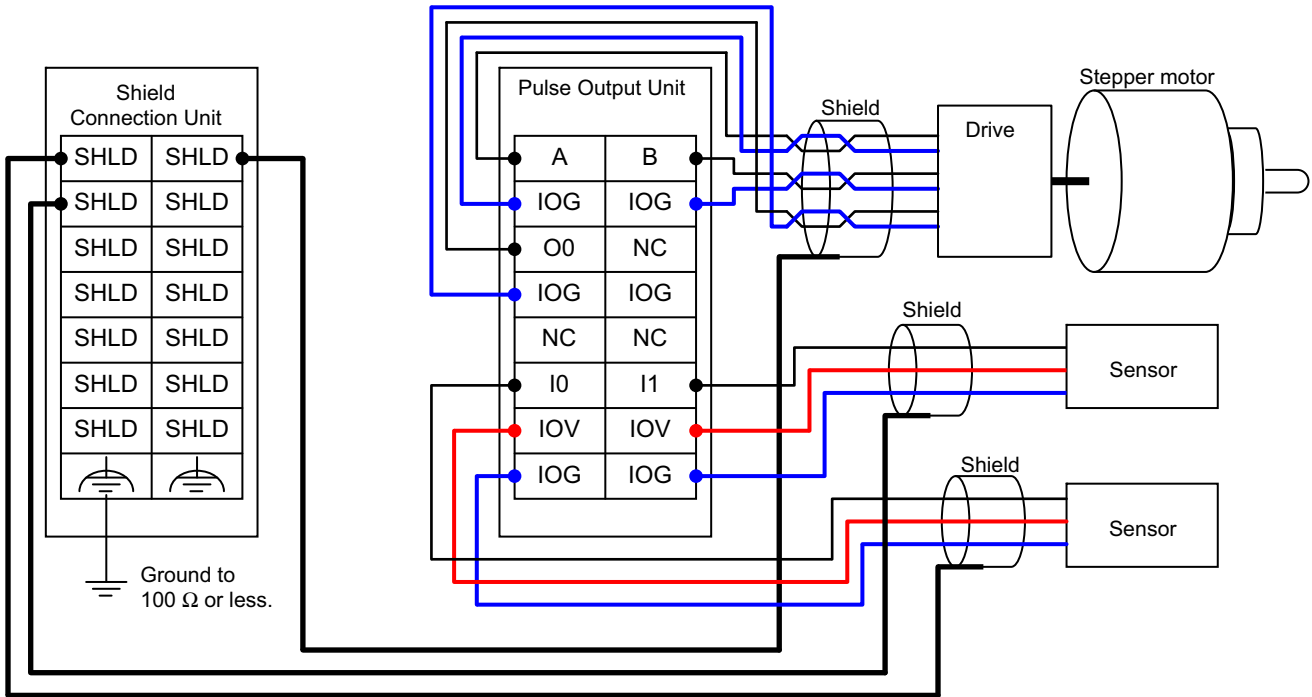 Shield
Connection Unit
SHLD SHLD
SHLD SHLD
SHLD SHLD
SHLD SHLD
SHLD SHLD
SHLD SHLD
SHLD SHLD
Ground to
100 Ω or less.
Pulse Output Unit
A B
IOG IOG
O0 NC
IOG IOG
NC NC
I0 I1
IOV IOV
IOG IOG
Shield
Drive
Stepper motor
Shield
Sensor
Shield
Sensor